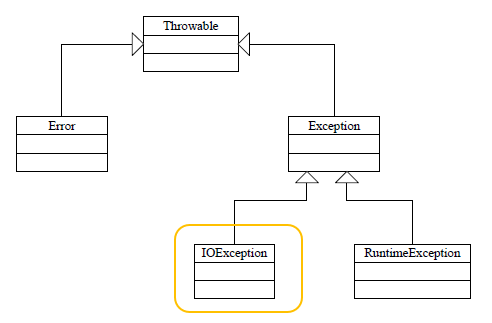 Throwable
Error
Exception
IOException
RuntimeException